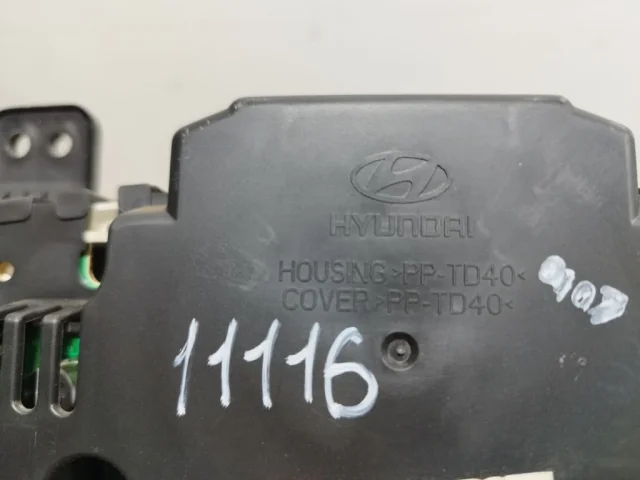 HYUNDAI
HOUSING >PP-TD40<
COVER >PP-TD40<
11116